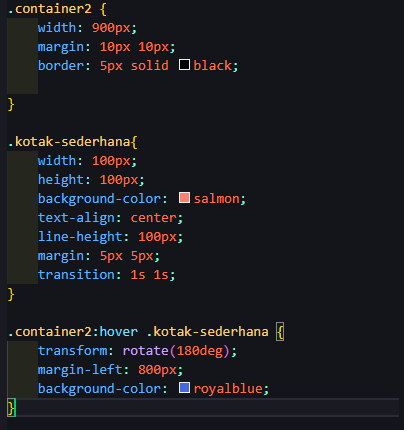 .container2 {
    width: 900px;
    margin: 10px 10px;
    border: 5px solid black;
}
.kotak-sederhana{
    width: 100px;
    height: 100px;
    background-color: salmon;
    text-align: center;
    line-height: 100px;
    margin: 5px 5px;
    transition: 1s 1s;
}
.container2:hover .kotak-sederhana {
    transform: rotate(180deg);
    margin-left: 800px;
    background-color: royalblue;
}